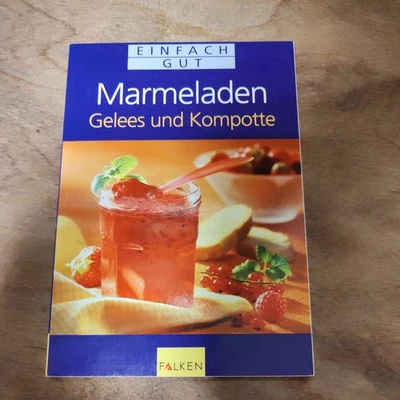 EINFACH
GUT
Marmeladen
Gelees und Kompotte
FALKEN